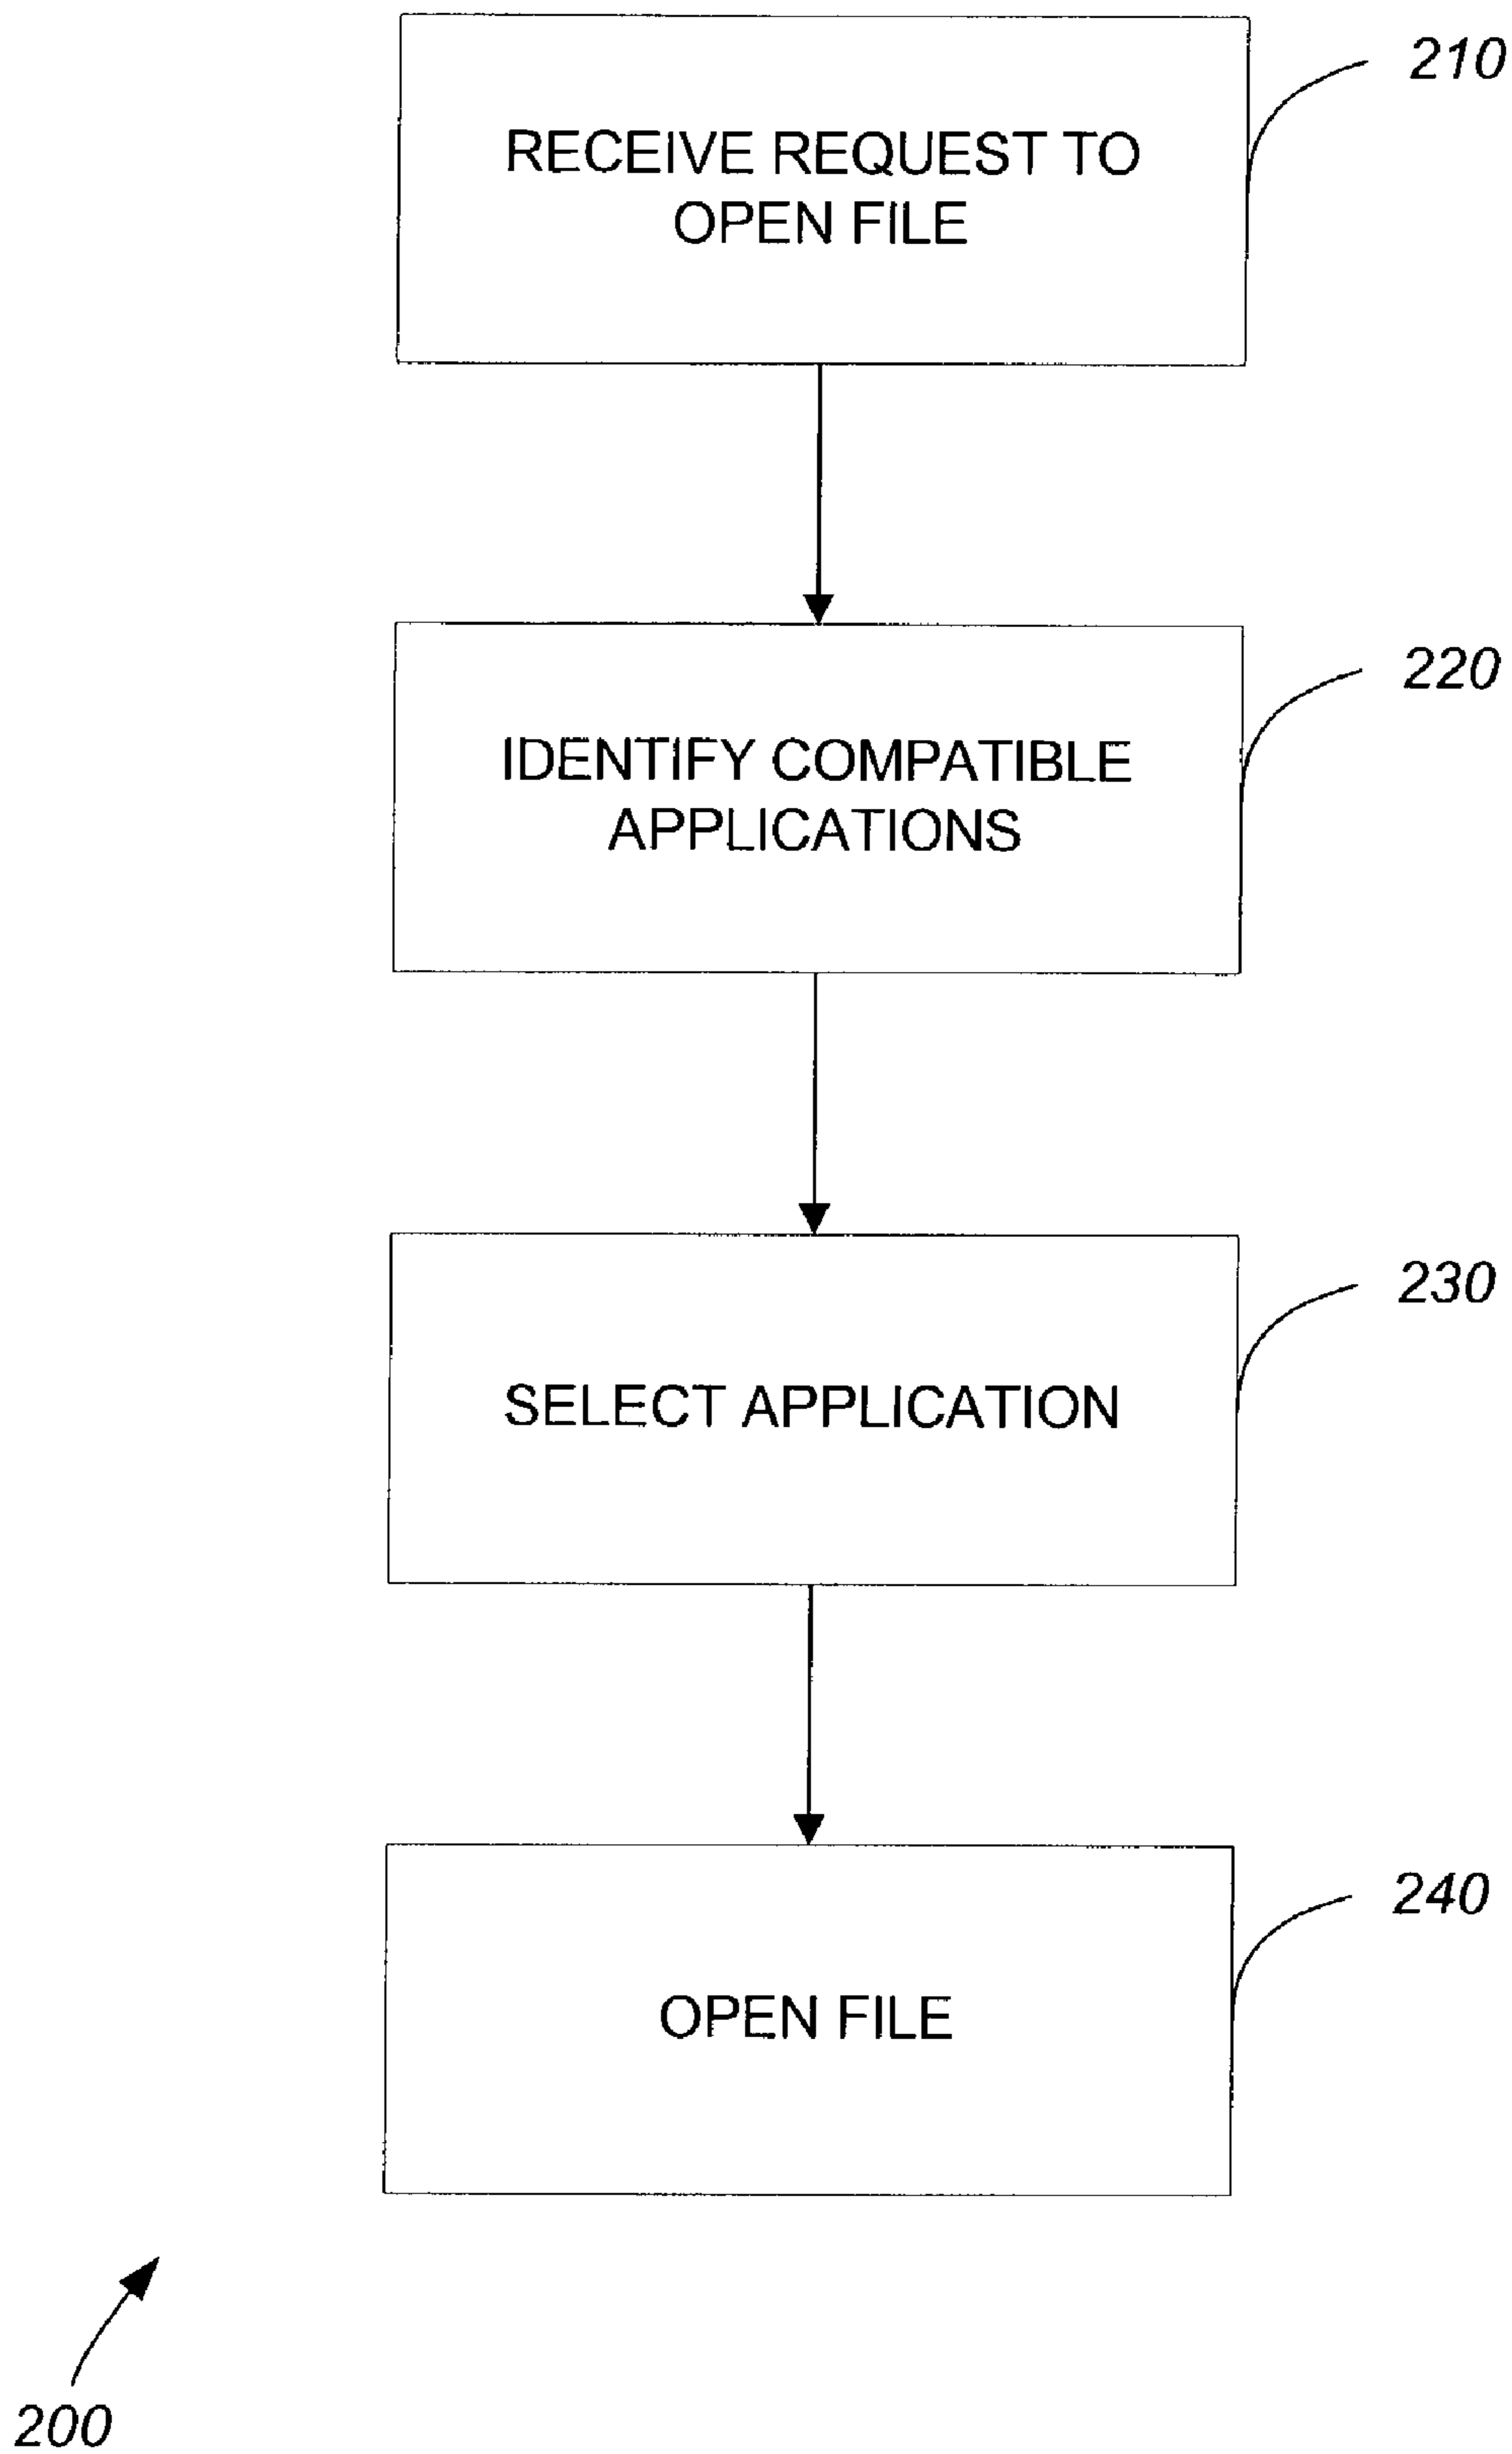 210
RECEIVE REQUEST TO
OPEN FILE
220
IDENTIFY COMPATIBLE
APPLICATIONS
230
SELECT APPLICATION
240
OPEN FILE
200